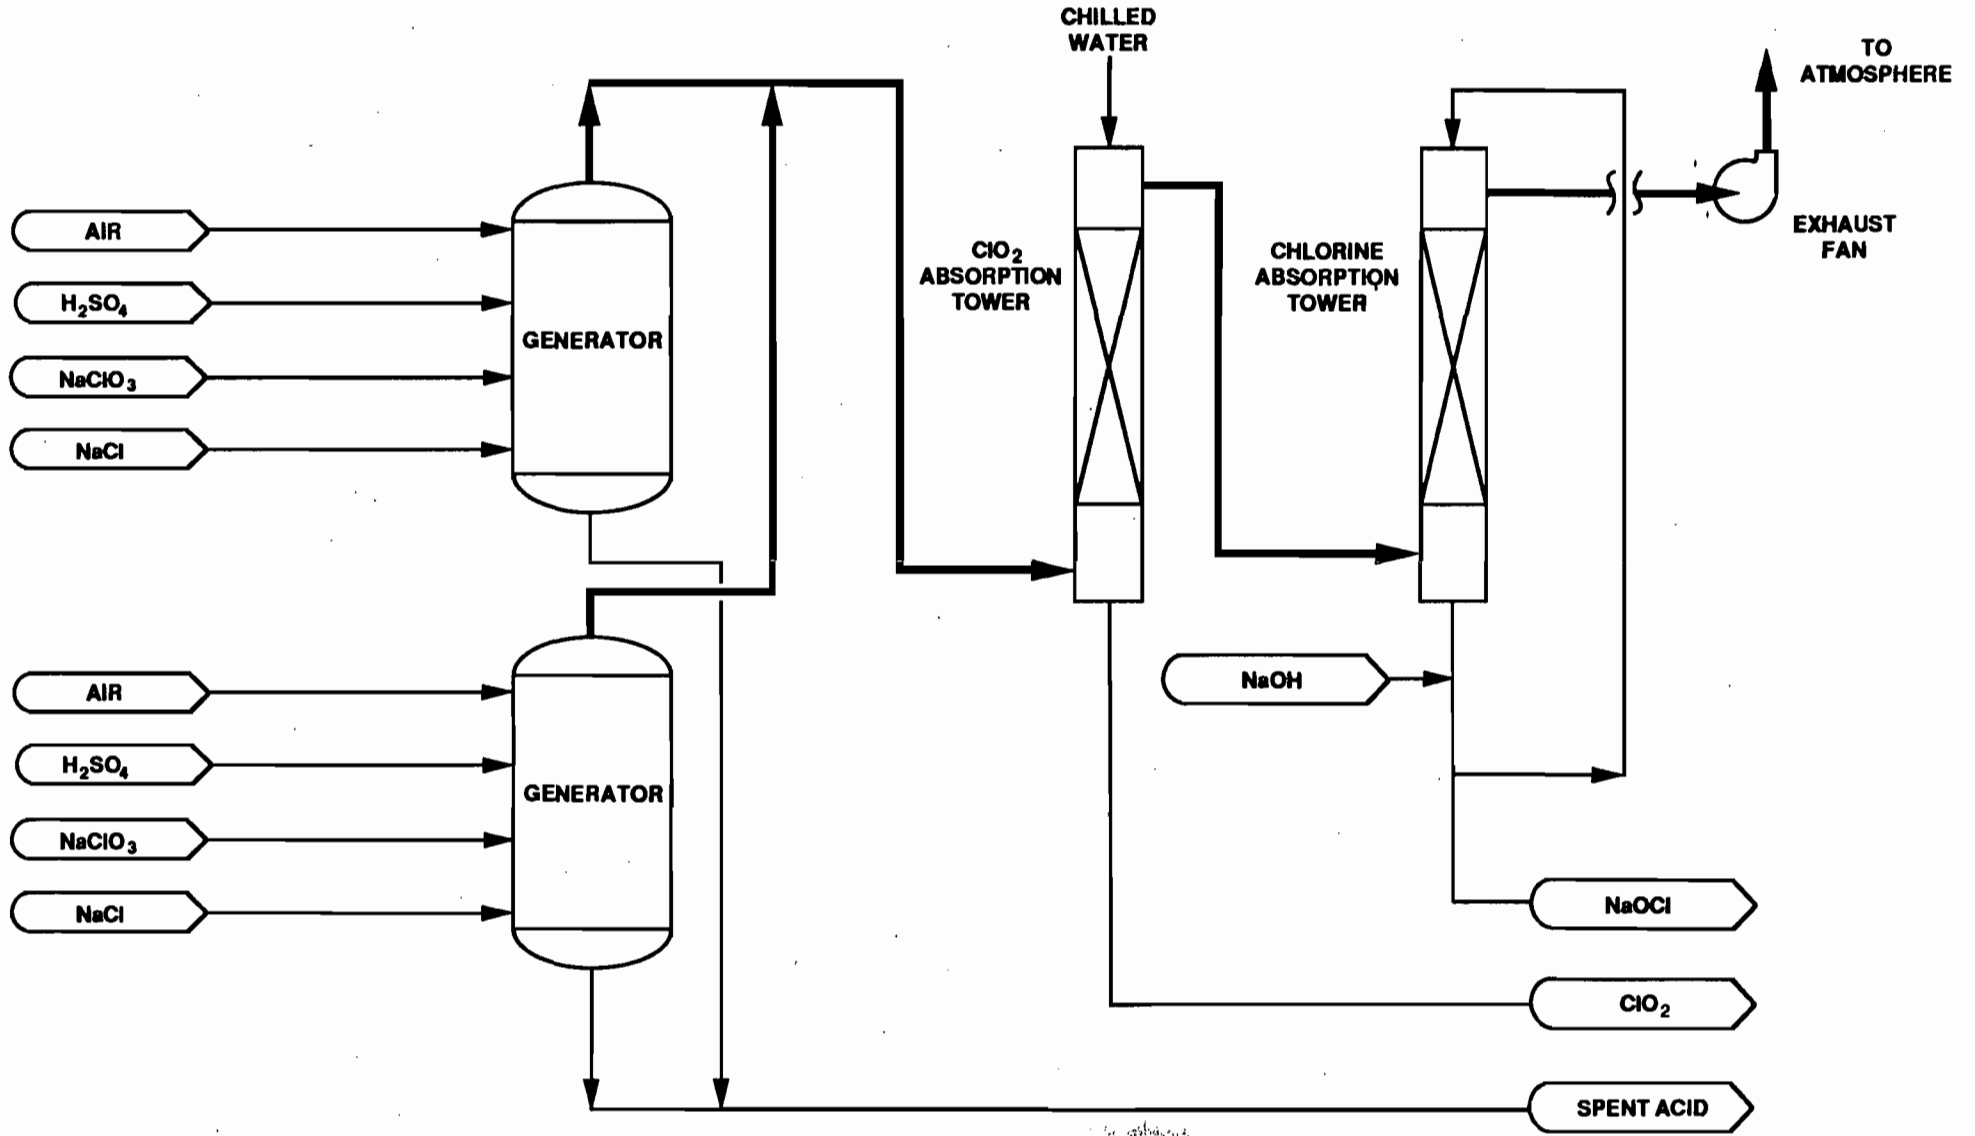 CHILLED
WATER
TO
ATMOSPHERE
AIR
H₂SO₄
NaClO₃
NaCl
GENERATOR
ClO₂
ABSORPTION
TOWER
CHLORINE
ABSORPTION
TOWER
EXHAUST
FAN
AIR
H₂SO₄
NaClO₃
NaCl
GENERATOR
NaOH
NaOCl
ClO₂
SPENT ACID